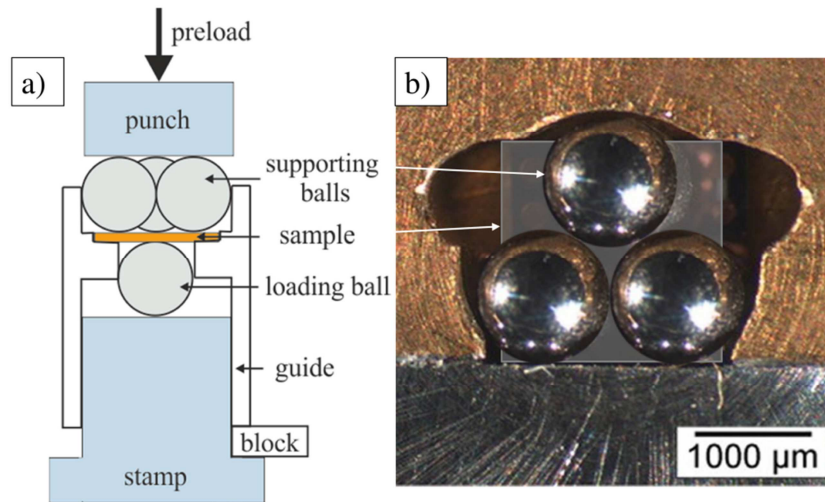 preload
a)
b)
punch
supporting
balls
sample
loading ball
guide
block
stamp
1000 µm